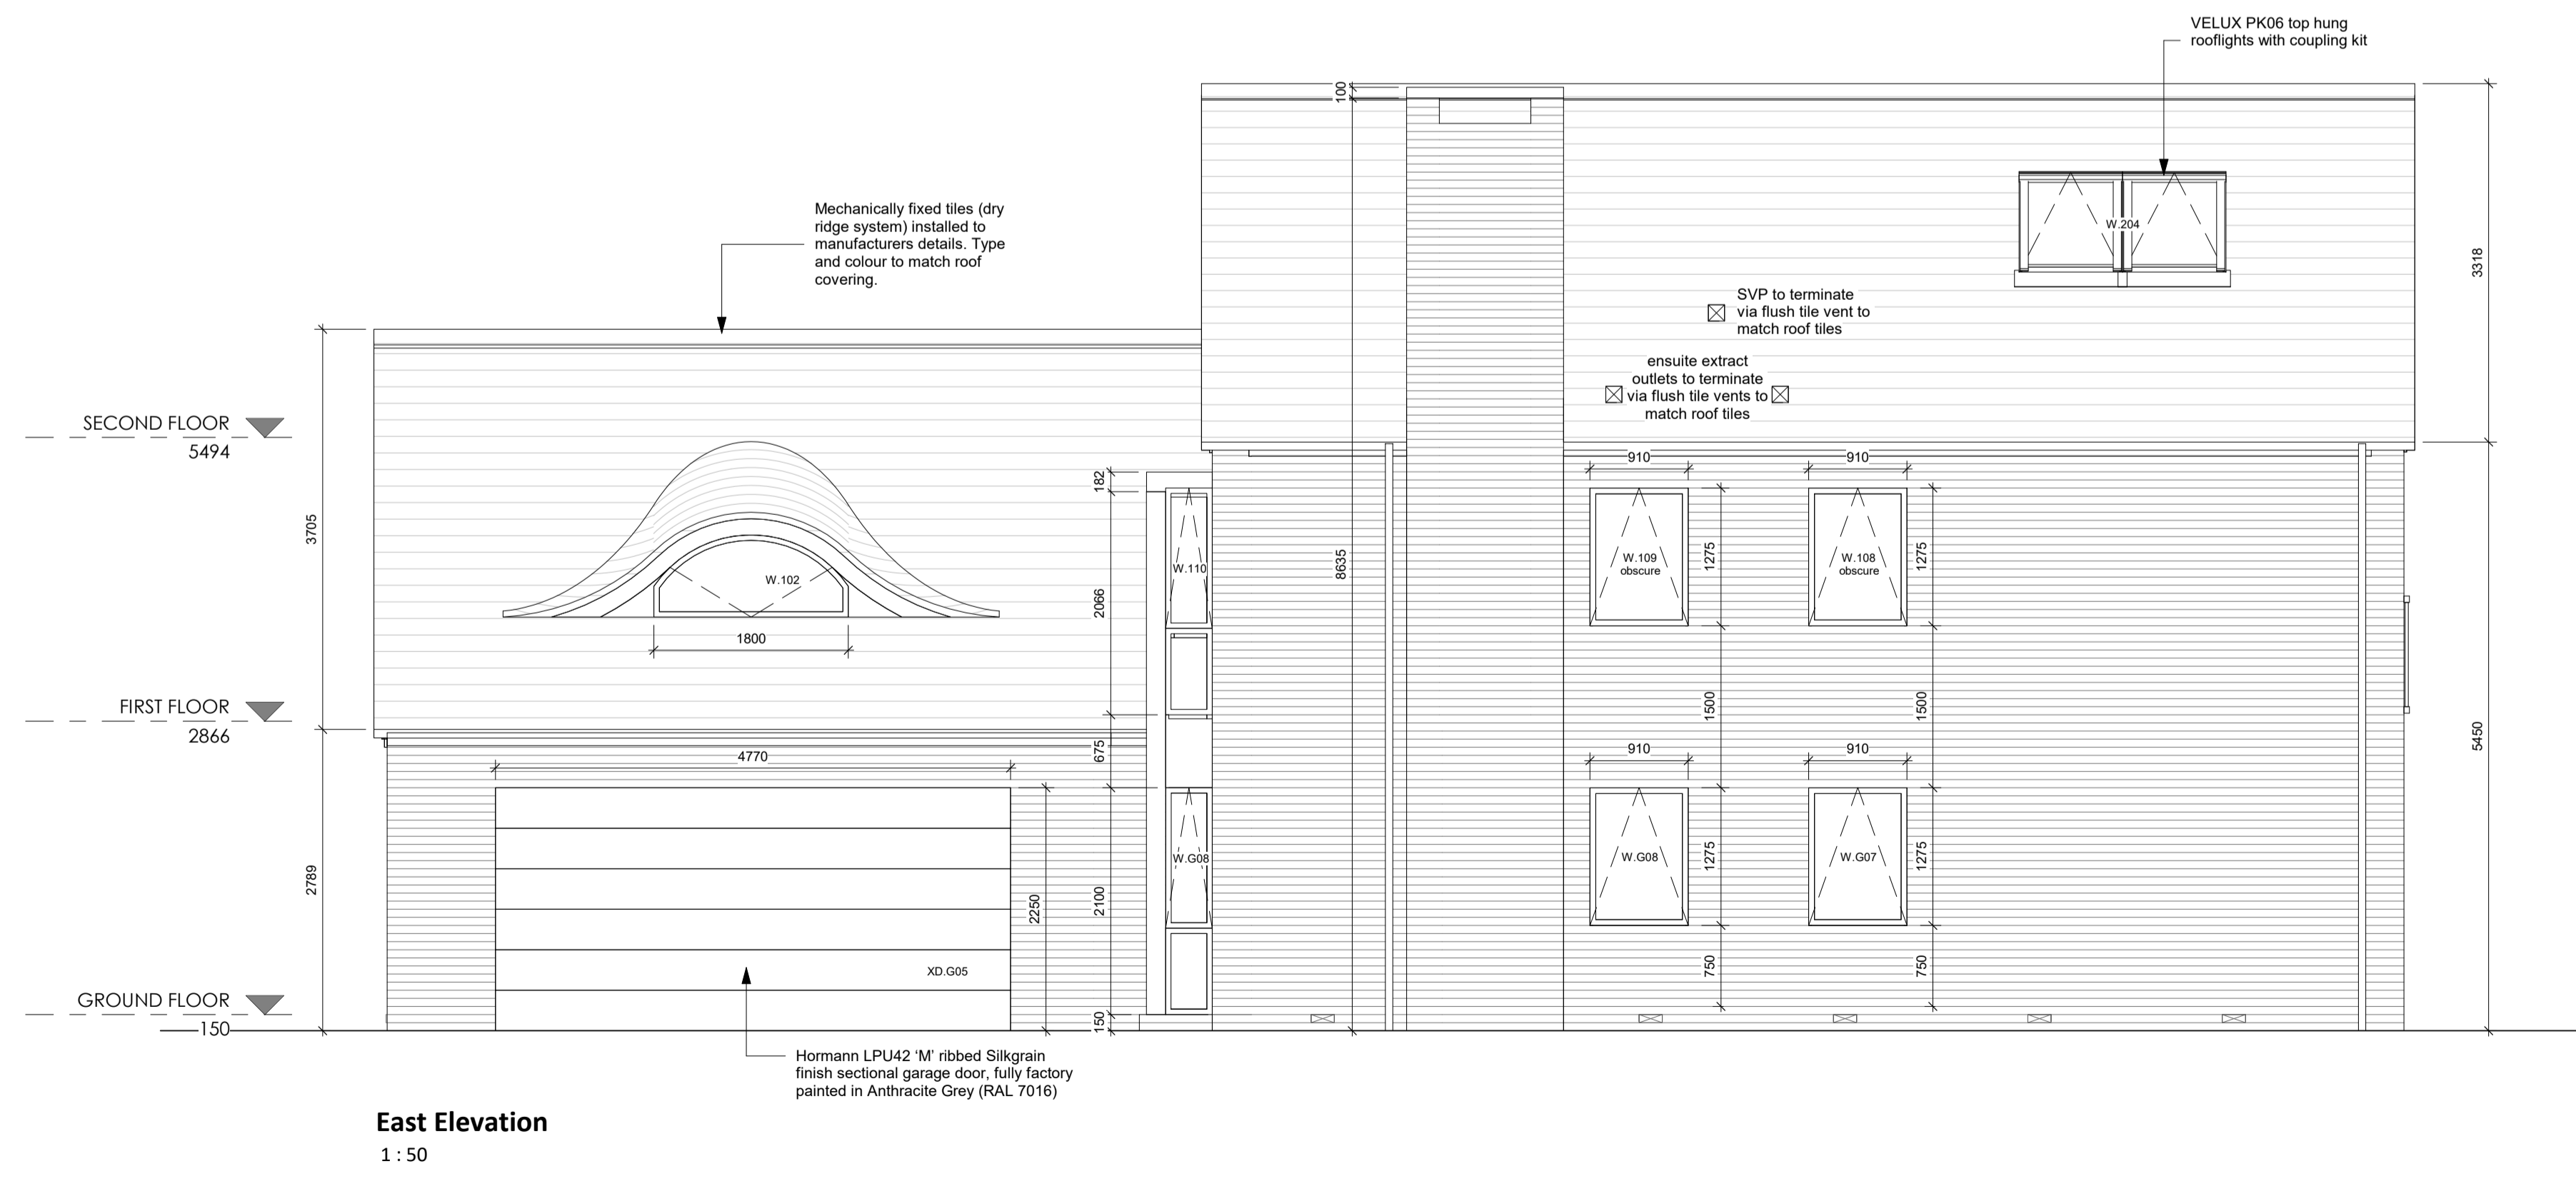 VELUX PK06 top hung
rooflights with coupling kit
100
Mechanically fixed tiles (dry
ridge system) installed to
manufacturers details. Type
and colour to match roof
covering.
W.204
3318
SVP to terminate
via flush tile vent to
match roof tiles
ensuite extract
outlets to terminate
via flush tile vents to
match roof tiles
SECOND FLOOR
5494
910
910
182
3705
8635
W.110
W.109
obscure
1275
W.108
obscure
1275
W.102
2066
1800
FIRST FLOOR
2866
1500
1500
5450
675
4770
910
910
W.G08
W.G08
1275
W.G07
1275
2789
2250
2100
750
750
XD.G05
GROUND FLOOR
150
150
Hormann LPU42 ‘M’ ribbed Silkgrain
finish sectional garage door, fully factory
painted in Anthracite Grey (RAL 7016)
East Elevation
1 : 50